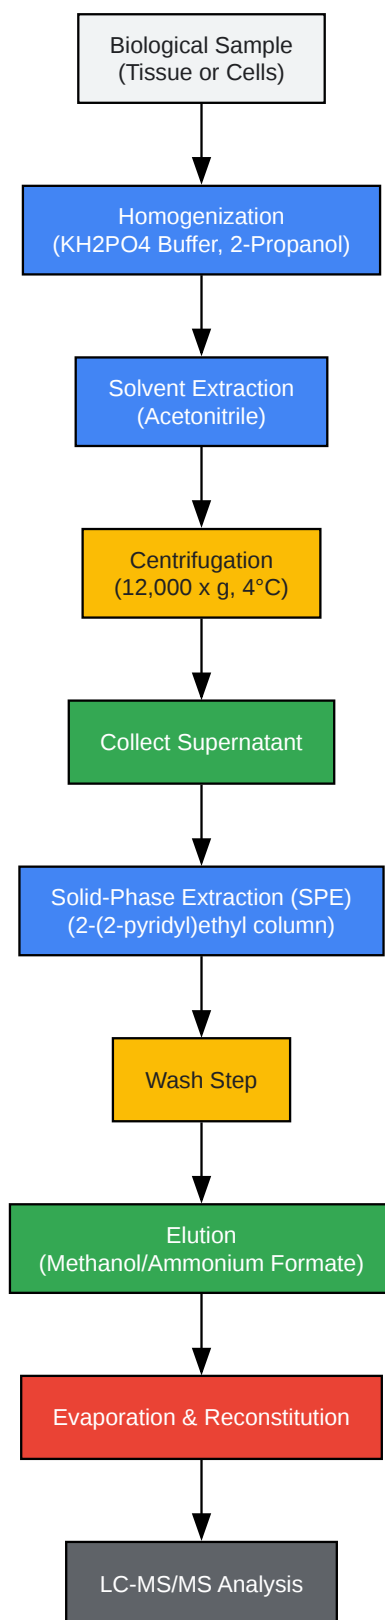 Biological Sample
(Tissue or Cells)
Homogenization
(KH2PO4 Buffer, 2-Propanol)
Solvent Extraction
(Acetonitrile)
Centrifugation
(12,000 x g, 4°C)
Collect Supernatant
Solid-Phase Extraction (SPE)
(2-(2-pyridyl)ethyl column)
Wash Step
Elution
(Methanol/Ammonium Formate)
Evaporation & Reconstitution
LC-MS/MS Analysis